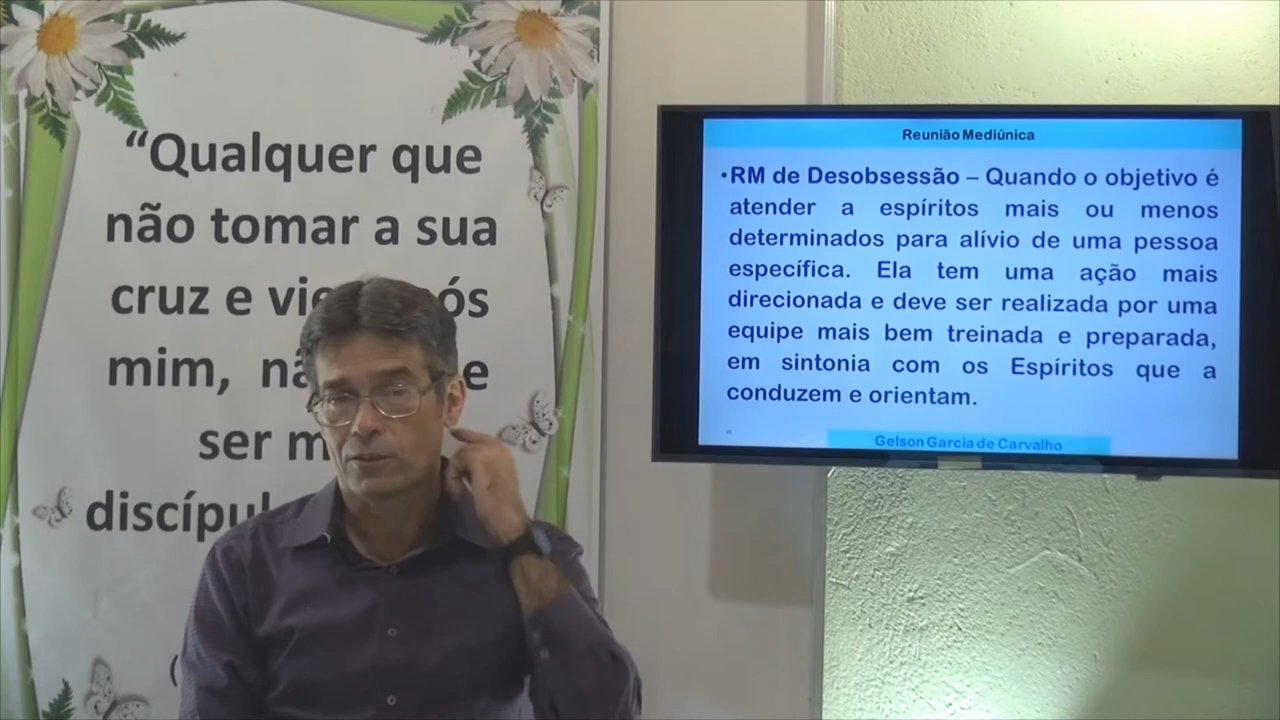 “Qualquer que
não tomar a sua
cruz e
mim,
ser
Reunião Mediúnica
•RM de Desobsessão – Quando o objetivo é
atender a espíritos mais ou menos
determinados para alívio de uma pessoa
específica. Ela tem uma ação mais
direcionada e deve ser realizada por uma
equipe mais bem treinada e preparada,
em sintonia com os Espíritos que a
conduzem e orientam.
Gelson Garcia de Carvalho